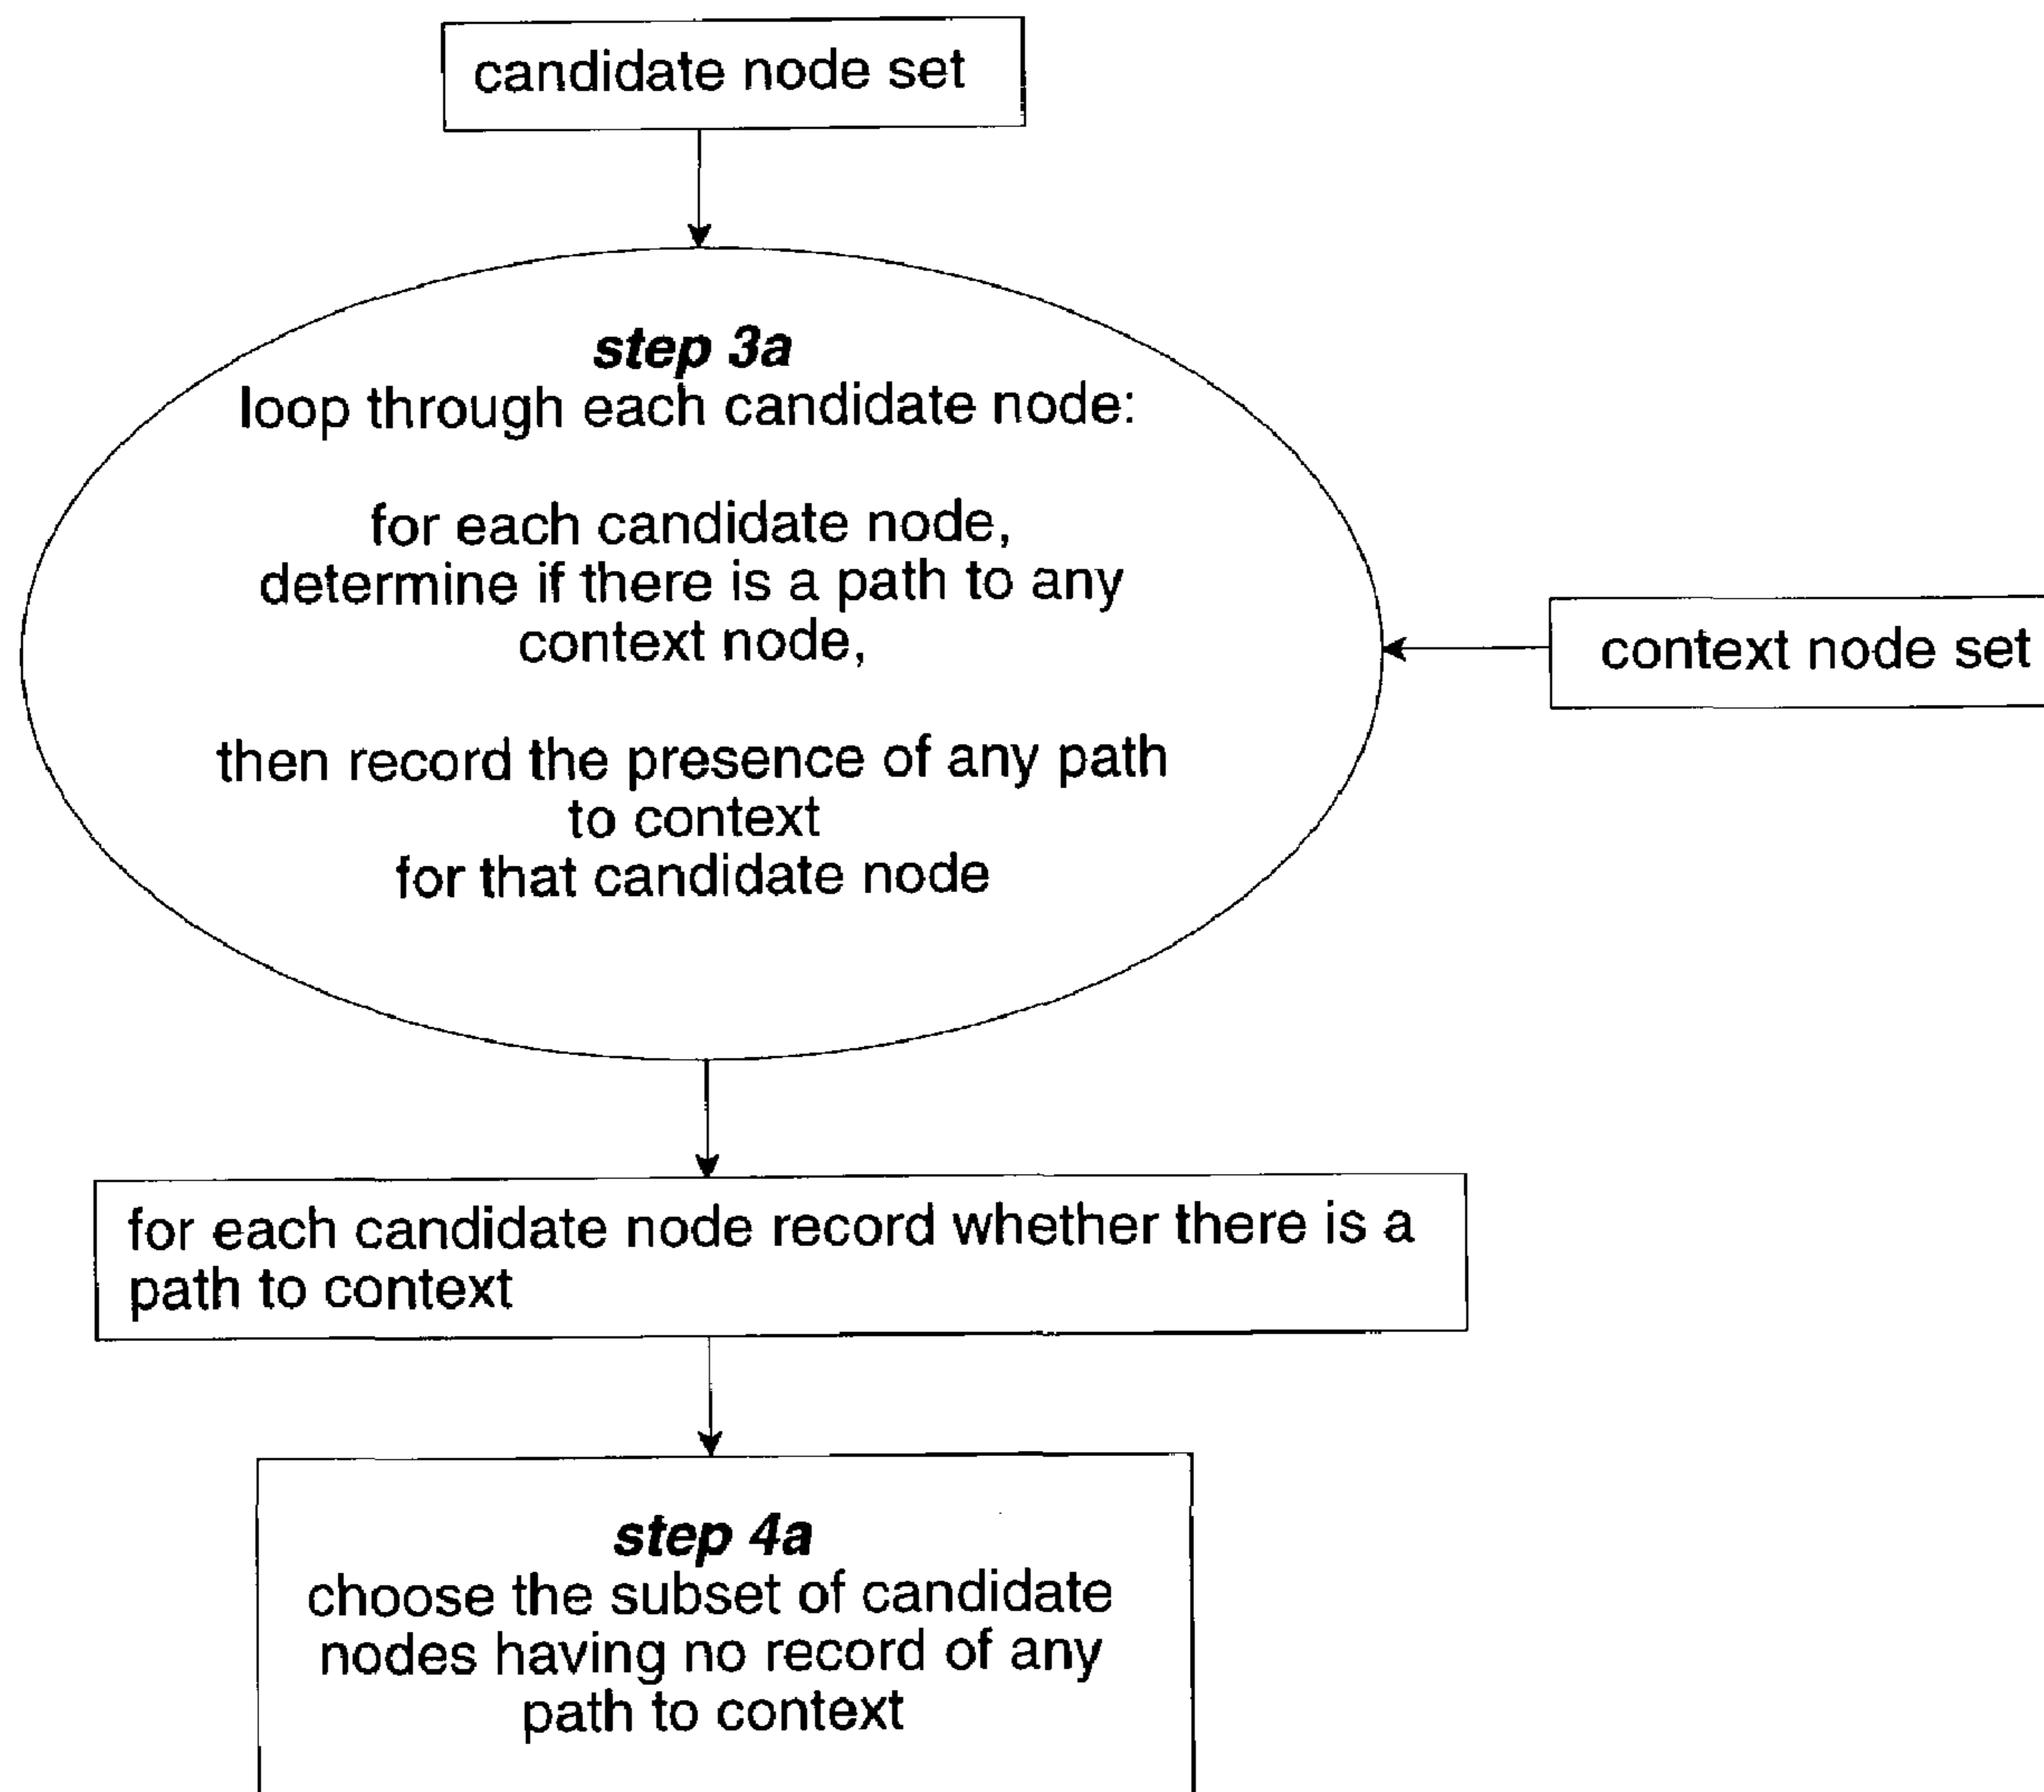 candidate node set
step 3a
loop through each candidate node:
for each candidate node,
determine if there is a path to any
context node,
then record the presence of any path
to context
for that candidate node
context node set
for each candidate node record whether there is a
path to context
step 4a
choose the subset of candidate
nodes having no record of any
path to context